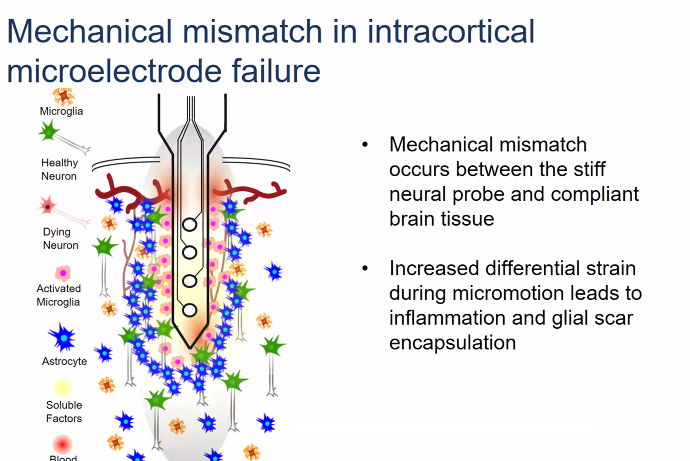 Mechanical mismatch in intracortical
microelectrode failure
Microglia
Healthy
Neuron
Dying
Neuron
Activated
Microglia
Astrocyte
Soluble
Factors
Blood
• Mechanical mismatch
occurs between the stiff
neural probe and compliant
brain tissue
• Increased differential strain
during micromotion leads to
inflammation and glial scar
encapsulation